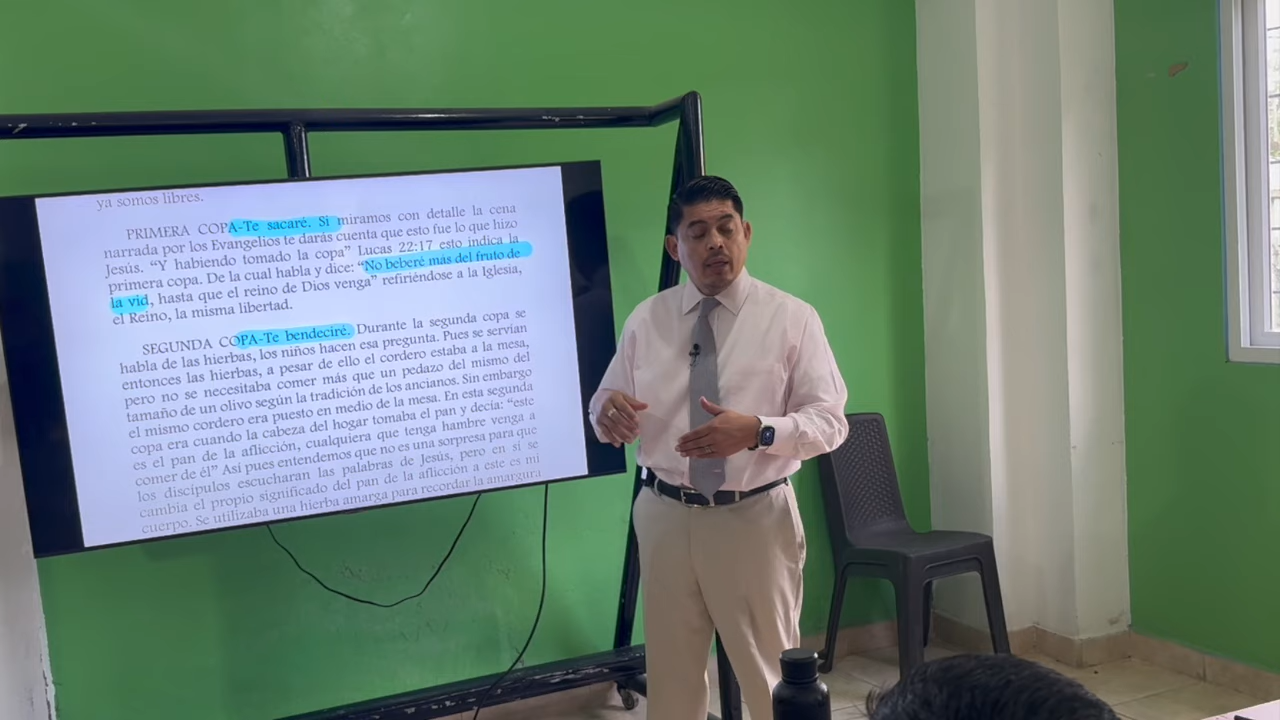 ya somos libres.
PRIMERA COPA-Te sacaré. Si miramos con detalle la cena
narrada por los Evangelios te darás cuenta que esto fue lo que hizo
Jesús. “Y habiendo tomado la copa” Lucas 22:17 esto indica la
primera copa. De la cual habla y dice: “No beberé más del fruto de
la vid, hasta que el reino de Dios venga” refiriéndose a la Iglesia,
el Reino, la misma libertad.
SEGUNDA COPA-Te bendeciré. Durante la segunda copa se
habla de las hierbas, los niños hacen esa pregunta. Pues se servían
entonces las hierbas, a pesar de ello el cordero estaba a la mesa,
pero no se necesitaba comer más que un pedazo del mismo del
tamaño de un olivo según la tradición de los ancianos. Sin embargo
el mismo cordero era puesto en medio de la mesa. En esta segunda
copa era cuando la cabeza del hogar tomaba el pan y decía: “este
es el pan de la aflicción, cualquiera que tenga hambre venga a
comer de él” Así pues entendemos que no es una sorpresa para que
los discípulos escucharan las palabras de Jesús, pero en sí se
cambia el propio significado del pan de la aflicción a este es mi
cuerpo. Se utilizaba una hierba amarga para recordar la amargura